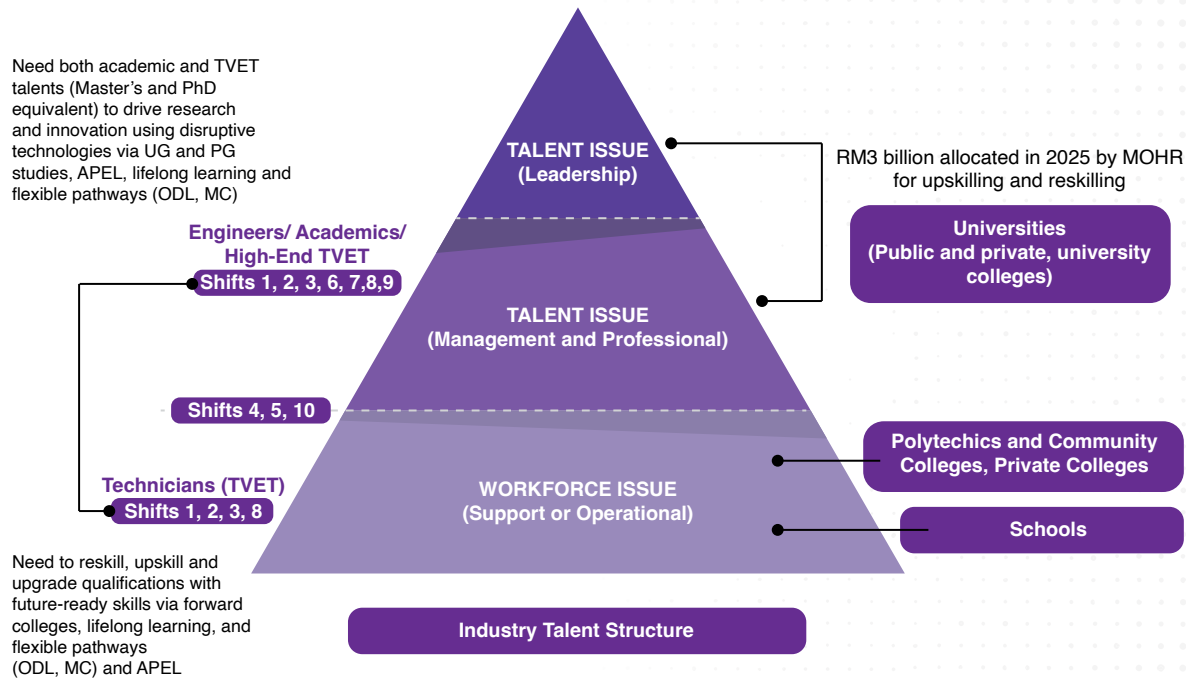 Need both academic and TVET
talents (Master's and PhD
equivalent) to drive research
and innovation using disruptive
technologies via UG and PG
studies, APEL, lifelong learning and
flexible pathways (ODL, MC)
Engineers/ Academics/
High-End TVET
Shifts 1, 2, 3, 6, 7,8,9
Shifts 4, 5, 10
Technicians (TVET)
Shifts 1, 2, 3, 8
Need to reskill, upskill and
upgrade qualifications with
future-ready skills via forward
colleges, lifelong learning, and
flexible pathways
(ODL, MC) and APEL
TALENT ISSUE
(Leadership)
TALENT ISSUE
(Management and Professional)
WORKFORCE ISSUE
(Support or Operational)
Industry Talent Structure
RM3 billion allocated in 2025 by MOHR
for upskilling and reskilling
Universities
(Public and private, university
colleges)
Polytechics and Community
Colleges, Private Colleges
Schools